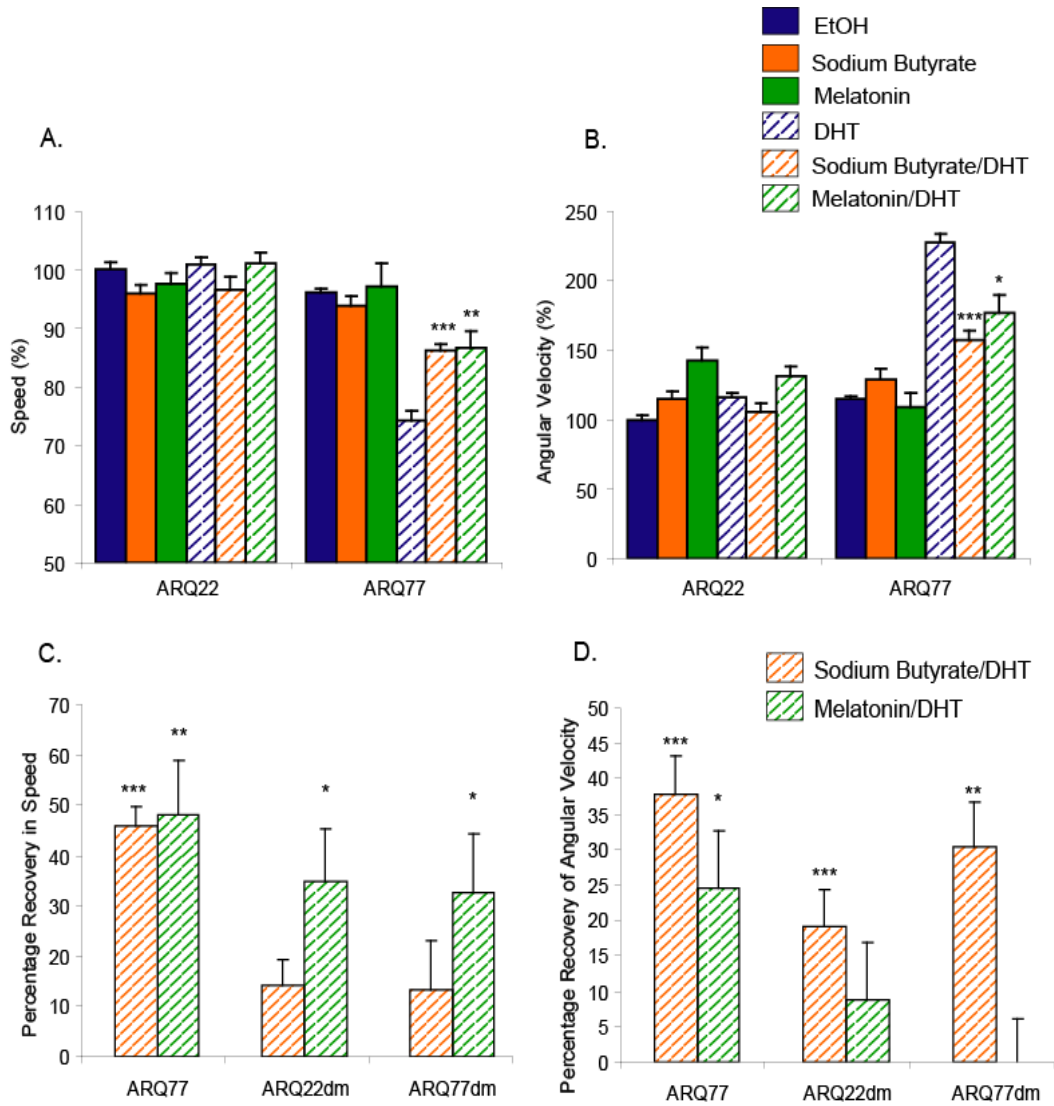 EtOH
Sodium Butyrate
Melatonin
DHT
Sodium Butyrate/DHT
Melatonin/DHT
A.
Speed (%)
110
100
90
80
70
60
50
***
**
ARQ22
ARQ77
B.
Angular Velocity (%)
250
200
150
100
50
0
***
*
ARQ22
ARQ77
C.
Percentage Recovery in Speed
70
60
50
40
30
20
10
0
***
**
*
*
ARQ77
ARQ22dm
ARQ77dm
D.
Sodium Butyrate/DHT
Melatonin/DHT
Percentage Recovery of Angular Velocity
50
45
40
35
30
25
20
15
10
5
0
***
*
***
**
ARQ77
ARQ22dm
ARQ77dm